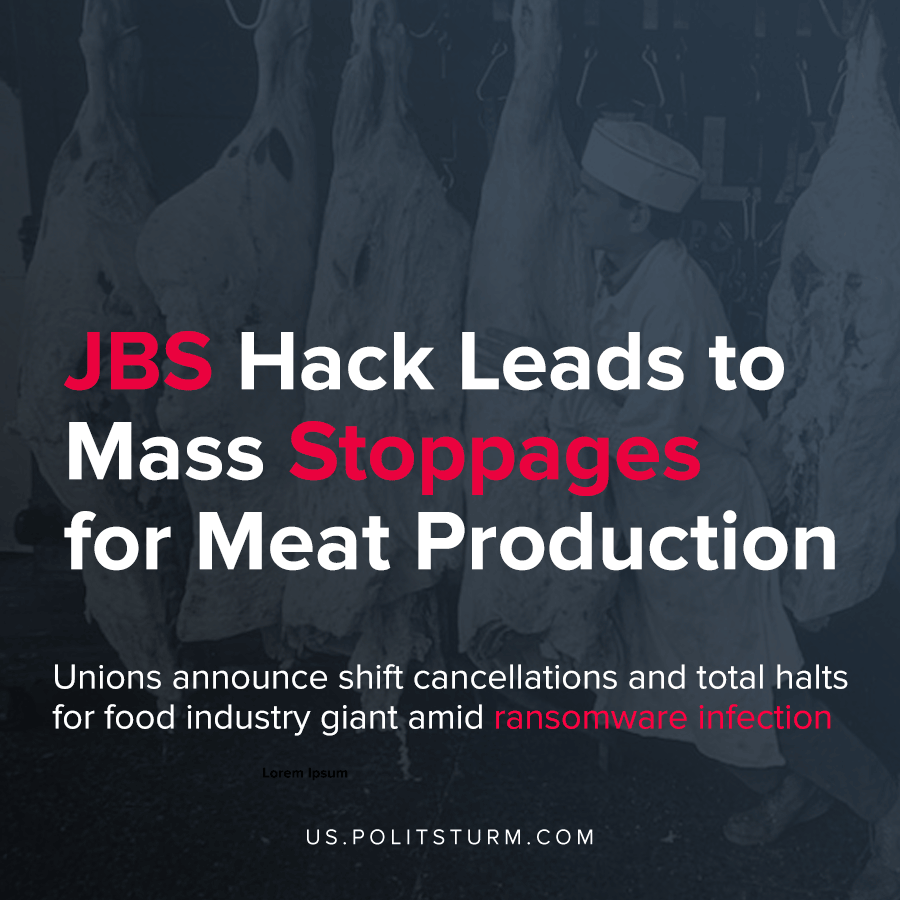 JBS Hack Leads to
Mass Stoppages
for Meat Production
Unions announce shift cancellations and total halts
for food industry giant amid ransomware infection
Lorem Ipsum
US.POLITSTURM.COM